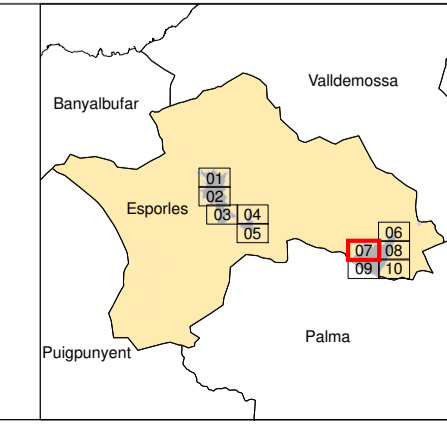 Valldemossa
Banyalbufar
01
02
Esporles
03 04
05
06
07 08
09 10
Palma
Puigpunyent